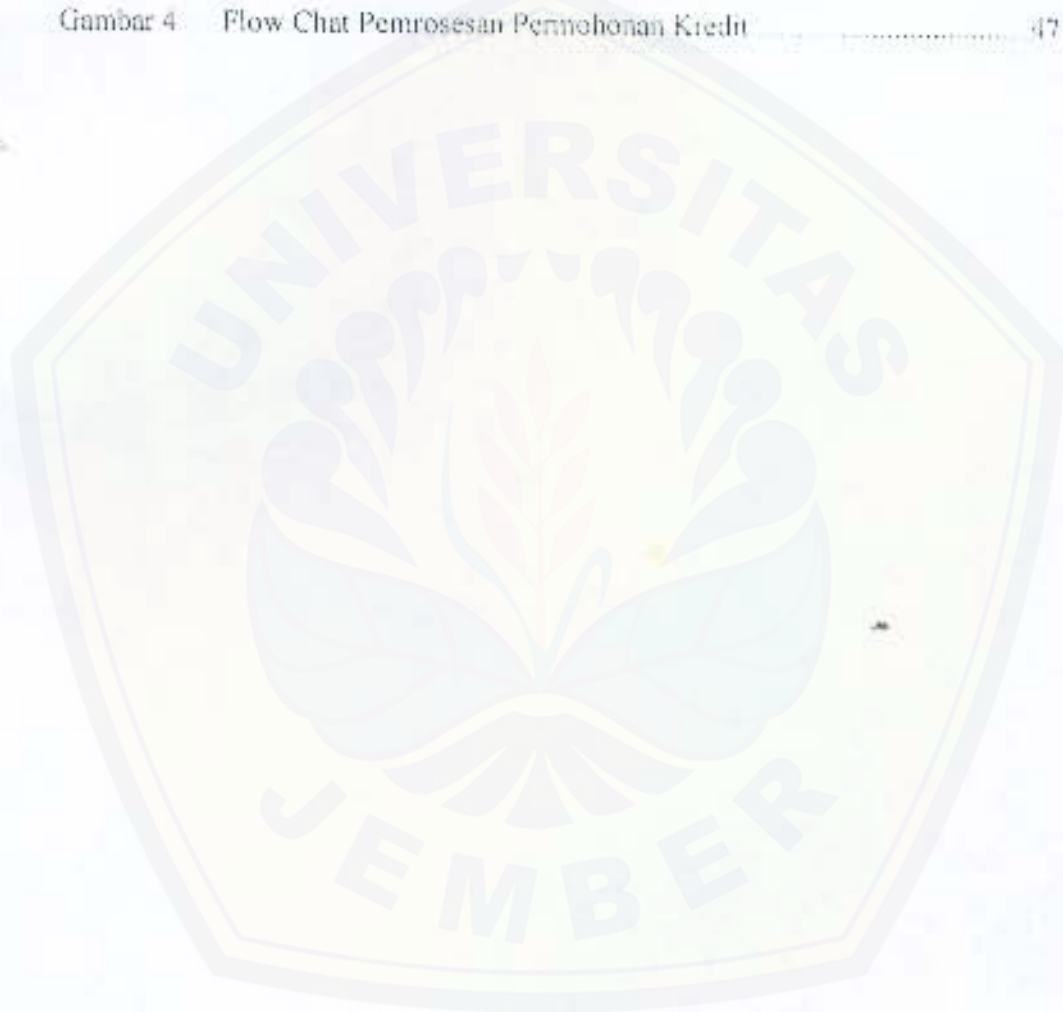 Gambar 4 Flow Chat Pemrosesan Permohonan Kredit ........................ 47
UNIVERSITAS
JEMBER